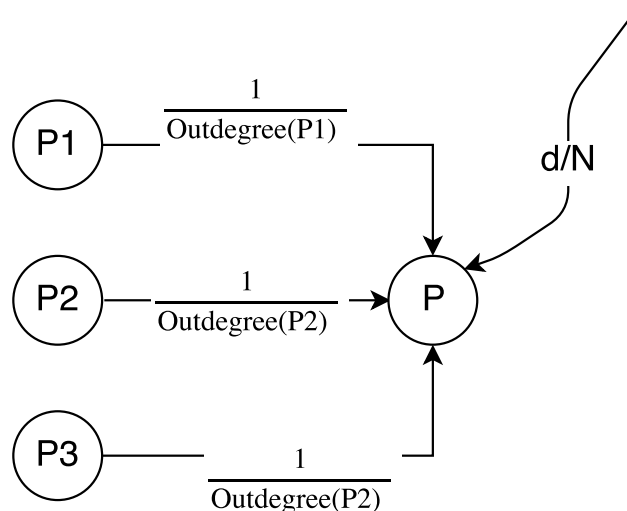 1
P1
Outdegree(P1)
d/N
1
P2
P
Outdegree(P2)
P3
1
Outdegree(P2)